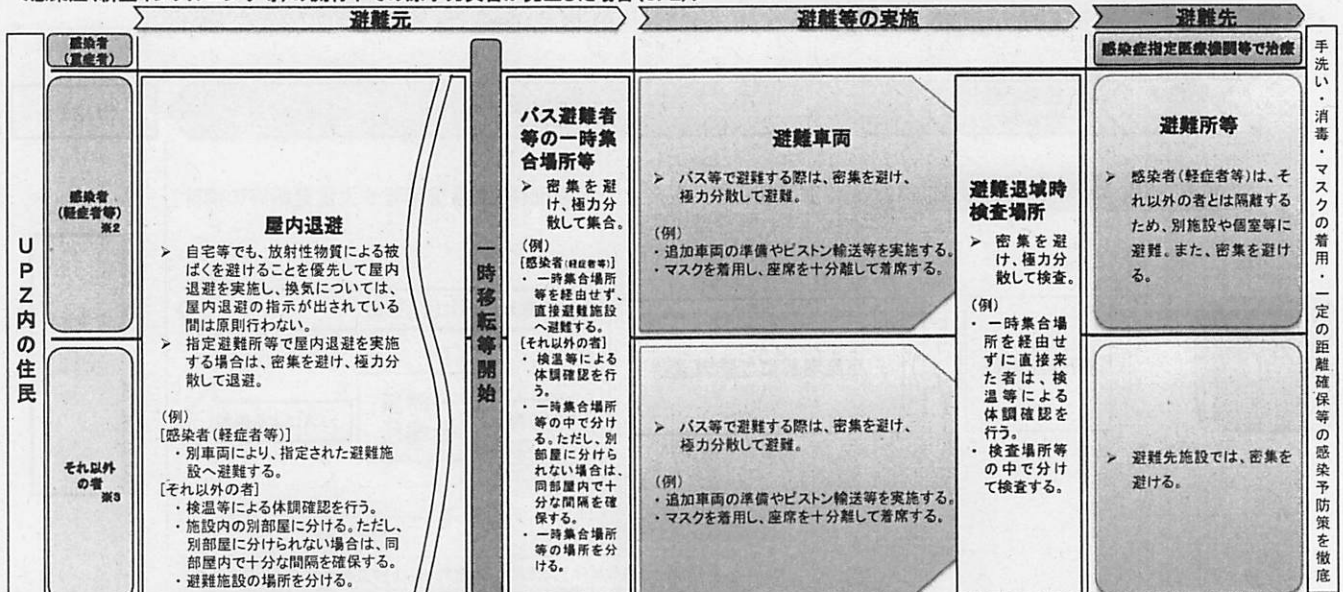 避難元
避難等の実施
避難先
UPZ内の住民
感染者
(重症者)
感染症指定医療機関等で治療
感染者
(軽症者等)
※2
それ以外
の者
※3
屋内退避
➢ 自宅等でも、放射性物質による被
ばくを避けることを優先して屋内
退避を実施し、換気については、
屋内退避の指示が出されている
間は原則行わない。
➢ 指定避難所等で屋内退避を実施
する場合は、密集を避け、極力分
散して退避。
(例)
[感染者(軽症者等)]
・別車両により、指定された避難施
設へ避難する。
[それ以外の者]
・検温等による体調確認を行う。
・施設内の別部屋に分ける。ただし、
別部屋に分けられない場合は、同
部屋内で十分な間隔を確保する。
・避難施設の場所を分ける。
一時移転等開始
バス避難者
等の一時集
合場所等
➢ 密集を避
け、極力分
散して集合。
(例)
[感染者(軽症者等)]
・ 一時集合場所
等を経由せず、
直接避難施設
へ避難する。
[それ以外の者]
・ 検温等による
体調確認を行
う。
・ 一時集合場所
等の中で分け
る。ただし、別
部屋に分けら
れない場合は、
同部屋内で十
分な間隔を確
保する。
・ 一時集合場所
等の場所を分
ける。
避難車両
➢ バス等で避難する際は、密集を避け、
極力分散して避難。
(例)
・追加車両の準備やピストン輸送等を実施する。
・マスクを着用し、座席を十分離して着席する。
➢ バス等で避難する際は、密集を避け、
極力分散して避難。
(例)
・追加車両の準備やピストン輸送等を実施する。
・マスクを着用し、座席を十分離して着席する。
避難退域時
検査場所
➢ 密集を避
け、極力分
散して検査。
(例)
・ 一時集合場
所を経由せ
ずに直接来
た者は、検
温等による
体調確認を
行う。
・ 検査場所等
の中で分け
て検査する。
避難所等
➢ 感染者(軽症者等)は、そ
れ以外の者とは隔離する
ため、別施設や個室等に
避難。また、密集を避け
る。
➢ 避難先施設では、密集を
避ける。
手洗い・消毒・マスクの着用・一定の距離確保等の感染予防策を徹底